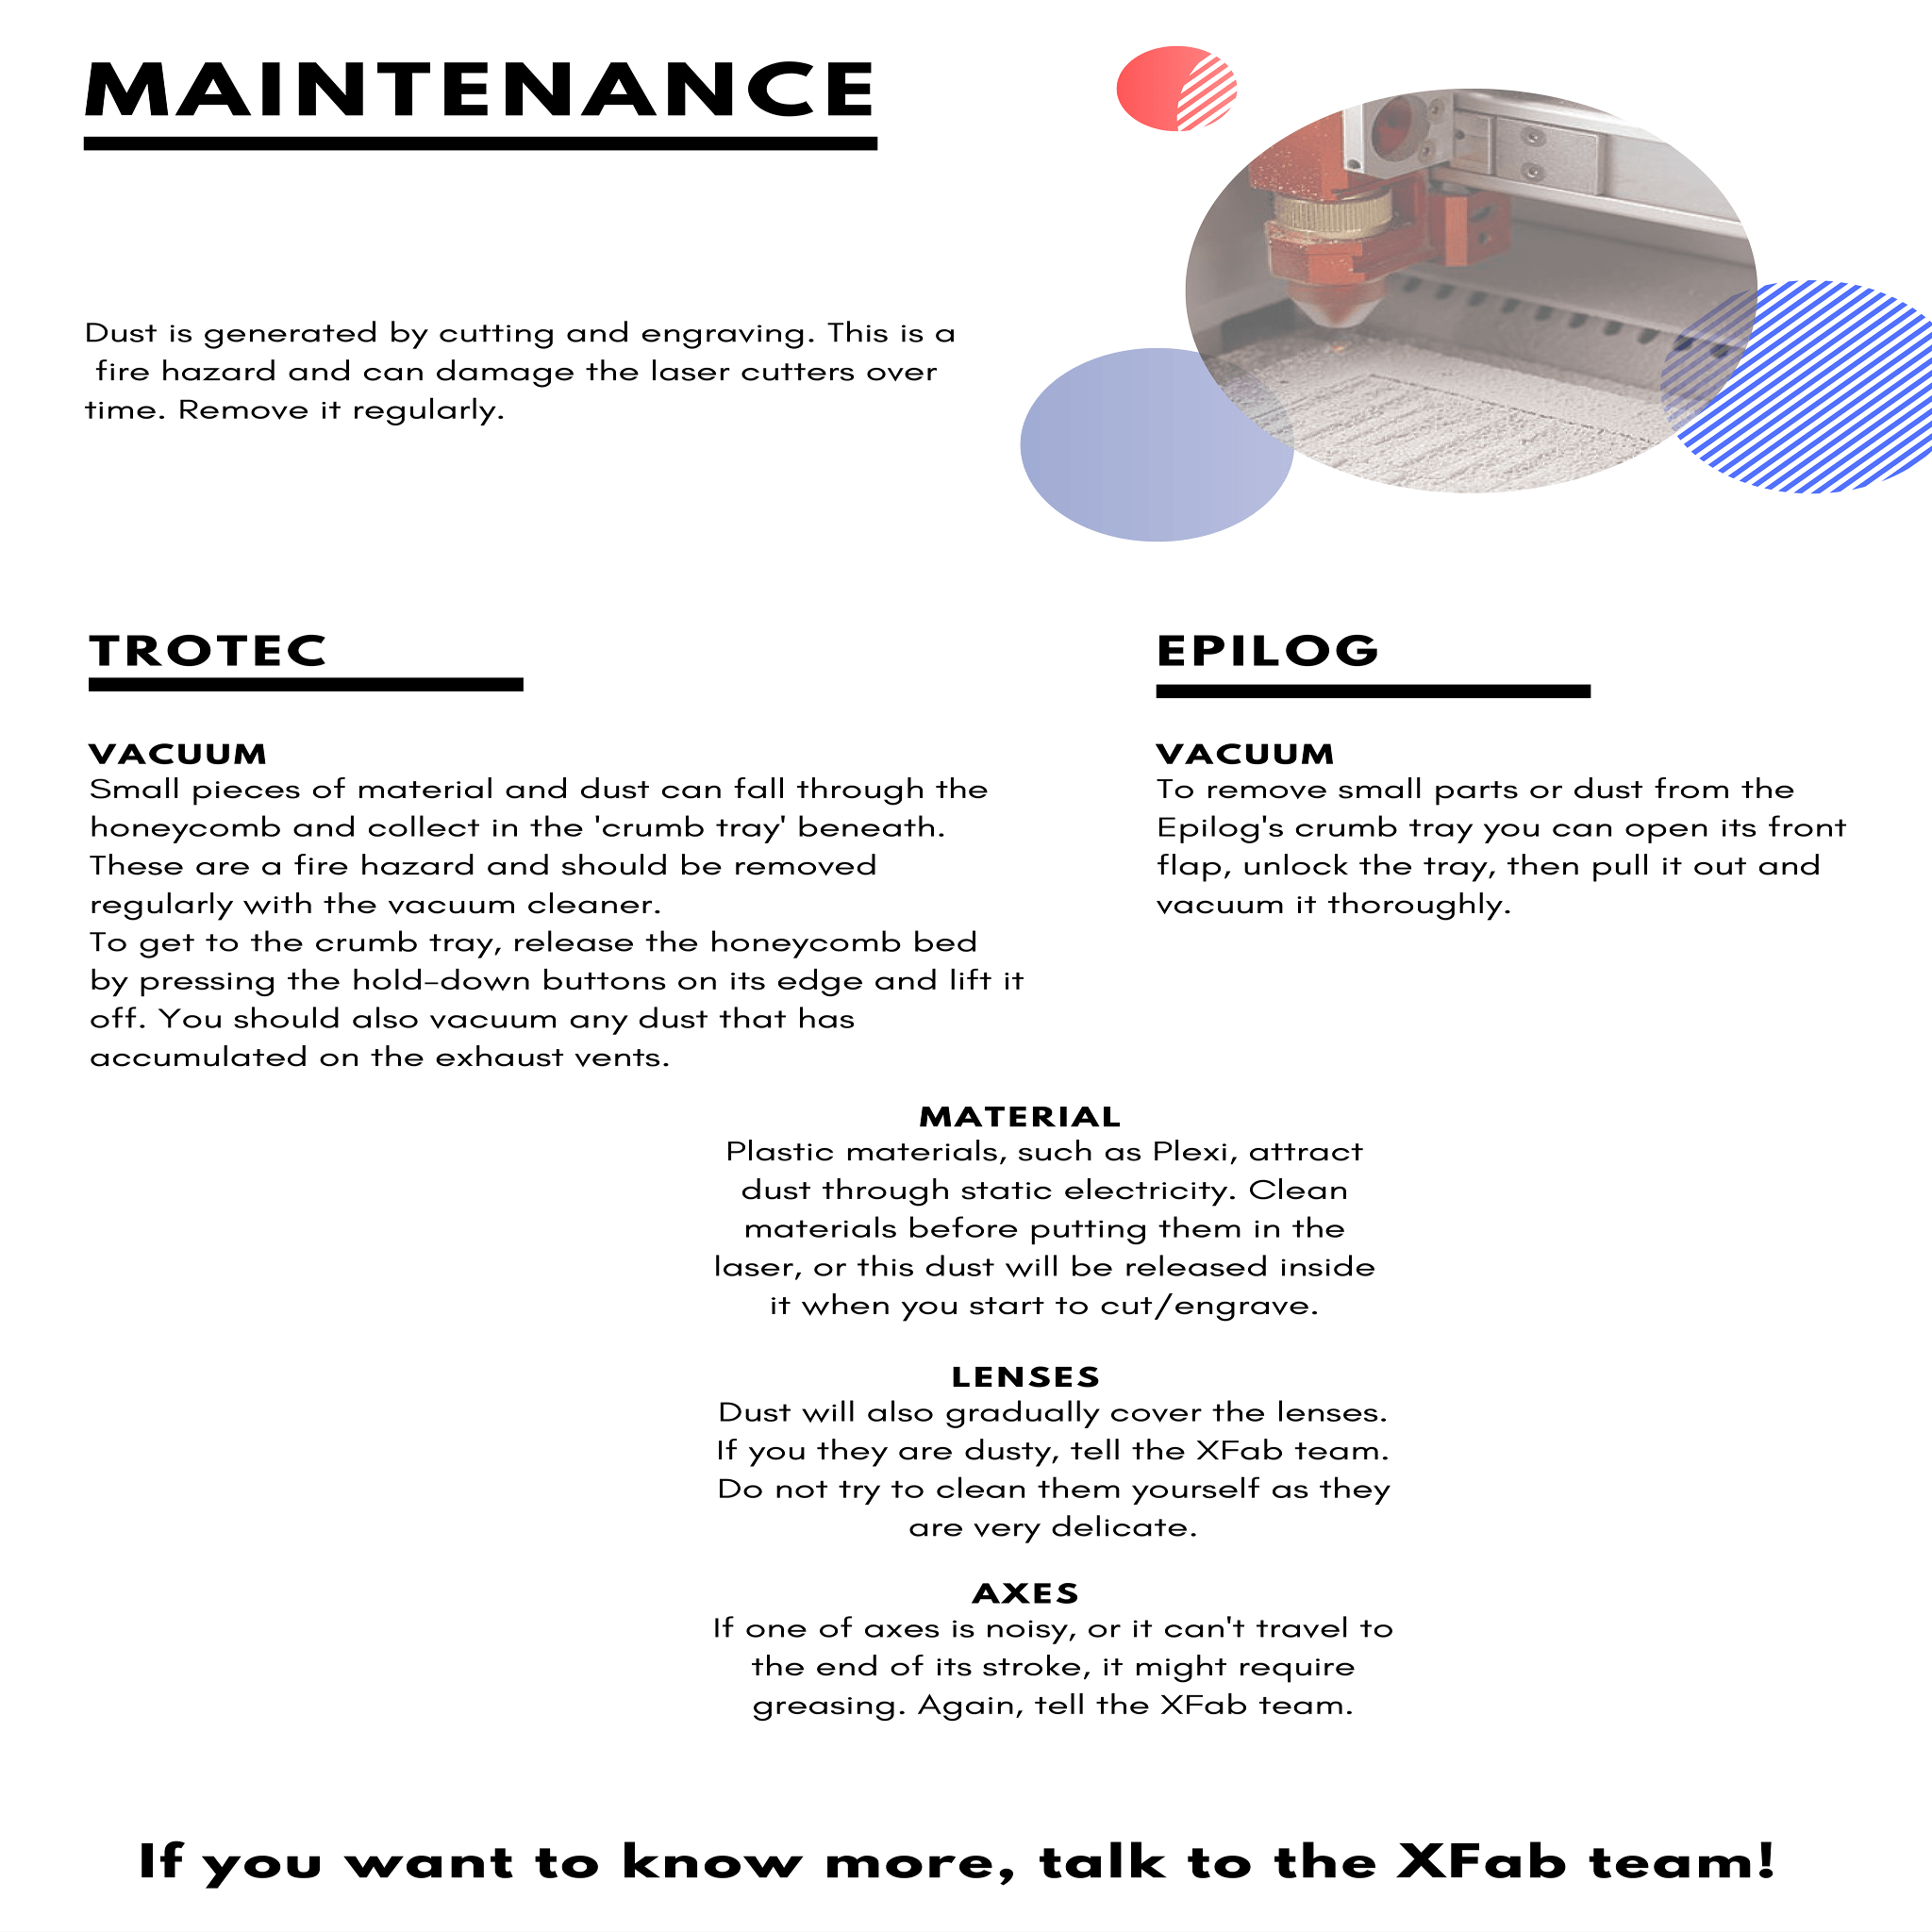 MAINTENANCE
Dust is generated by cutting and engraving. This is a
fire hazard and can damage the laser cutters over
time. Remove it regularly.
TROTEC
VACUUM
Small pieces of material and dust can fall through the
honeycomb and collect in the 'crumb tray' beneath.
These are a fire hazard and should be removed
regularly with the vacuum cleaner.
To get to the crumb tray, release the honeycomb bed
by pressing the hold-down buttons on its edge and lift it
off. You should also vacuum any dust that has
accumulated on the exhaust vents.
EPILOG
VACUUM
To remove small parts or dust from the
Epilog's crumb tray you can open its front
flap, unlock the tray, then pull it out and
vacuum it thoroughly.
MATERIAL
Plastic materials, such as Plexi, attract
dust through static electricity. Clean
materials before putting them in the
laser, or this dust will be released inside
it when you start to cut/engrave.
LENSES
Dust will also gradually cover the lenses.
If you they are dusty, tell the XFab team.
Do not try to clean them yourself as they
are very delicate.
AXES
If one of axes is noisy, or it can't travel to
the end of its stroke, it might require
greasing. Again, tell the XFab team.
If you want to know more, talk to the XFab team!